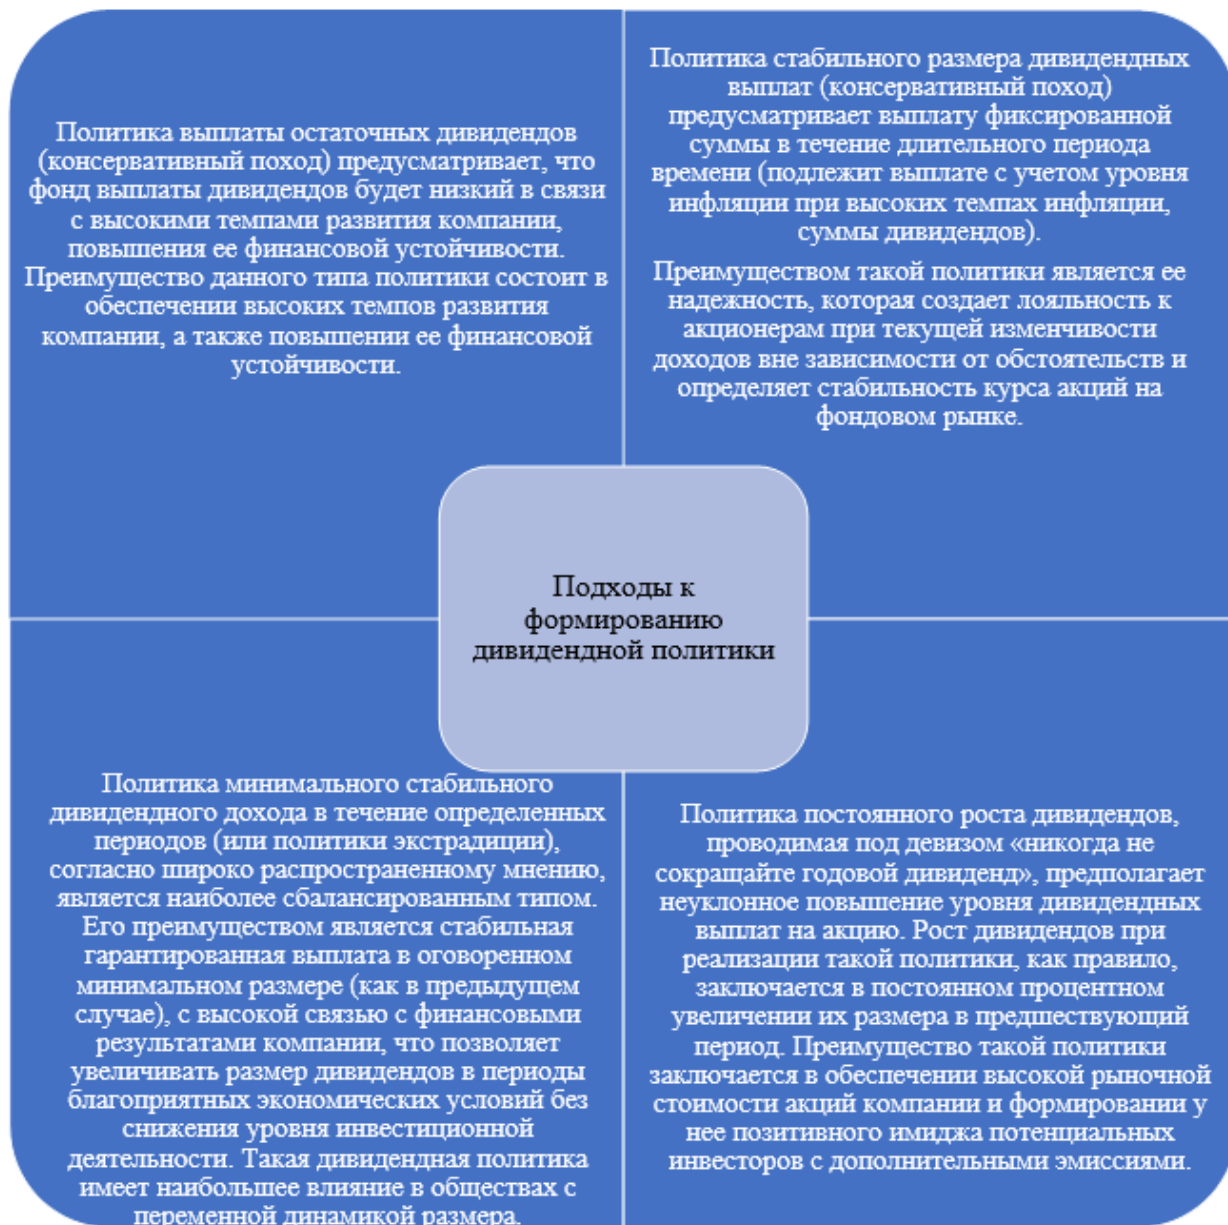 Политика выплаты остаточных дивидендов
(консервативный поход) предусматривает, что
фонд выплаты дивидендов будет низкий в связи
с высокими темпами развития компании,
повышения ее финансовой устойчивости.
Преимущество данного типа политики состоит в
обеспечении высоких темпов развития
компании, а также повышении ее финансовой
устойчивости.
Политика стабильного размера дивидендных
выплат (консервативный поход)
предусматривает выплату фиксированной
суммы в течение длительного периода
времени (подлежит выплате с учетом уровня
инфляции при высоких темпах инфляции,
суммы дивидендов).
Преимуществом такой политики является ее
надежность, которая создает лояльность к
акционерам при текущей изменчивости
доходов вне зависимости от обстоятельств и
определяет стабильность курса акций на
фондовом рынке.
Подходы к
формированию
дивидендной политики
Политика минимального стабильного
дивидендного дохода в течение определенных
периодов (или политики экстрадиции),
согласно широко распространенному мнению,
является наиболее сбалансированным типом.
Его преимуществом является стабильная
гарантированная выплата в оговоренном
минимальном размере (как в предыдущем
случае), с высокой связью с финансовыми
результатами компании, что позволяет
увеличивать размер дивидендов в периоды
благоприятных экономических условий без
снижения уровня инвестиционной
деятельности. Такая дивидендная политика
имеет наибольшее влияние в обществах с
переменной динамикой размера.
Политика постоянного роста дивидендов,
проводимая под девизом «никогда не
сокращайте годовой дивиденд», предполагает
неуклонное повышение уровня дивидендных
выплат на акцию. Рост дивидендов при
реализации такой политики, как правило,
заключается в постоянном процентном
увеличении их размера в предшествующий
период. Преимущество такой политики
заключается в обеспечении высокой рыночной
стоимости акций компании и формировании у
нее позитивного имиджа потенциальных
инвесторов с дополнительными эмиссиями.